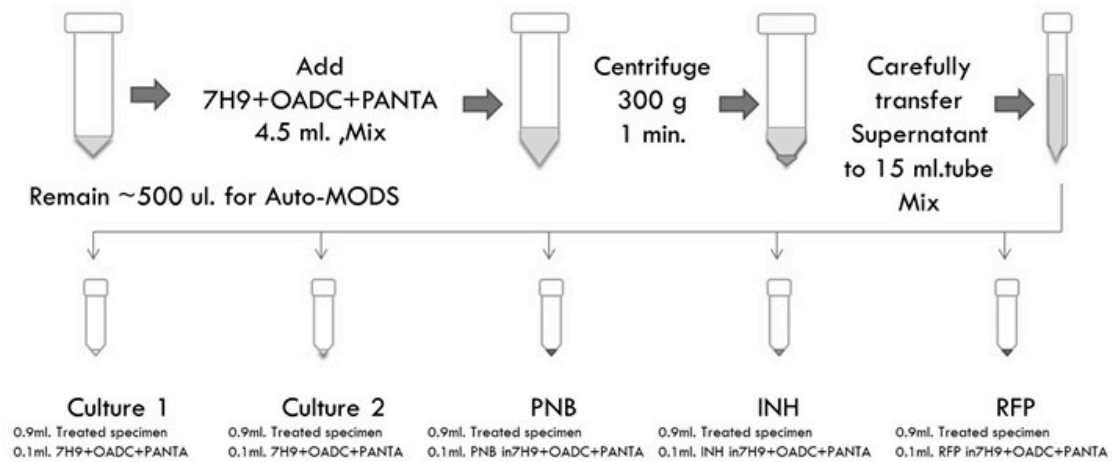 Add
7H9+OADC+PANTA
4.5 ml. ,Mix
Centrifuge
300 g
1 min.
Carefully
transfer
Supernatant
to 15 ml.tube
Mix
Remain ~500 ul. for Auto-MODS
Culture 1
0.9ml. Treated specimen
0.1ml. 7H9+OADC+PANTA
Culture 2
0.9ml. Treated specimen
0.1ml. 7H9+OADC+PANTA
PNB
0.9ml. Treated specimen
0.1ml. PNB in7H9+OADC+PANTA
INH
0.9ml. Treated specimen
0.1ml. INH in7H9+OADC+PANTA
RFP
0.9ml. Treated specimen
0.1ml. RFP in7H9+OADC+PANTA